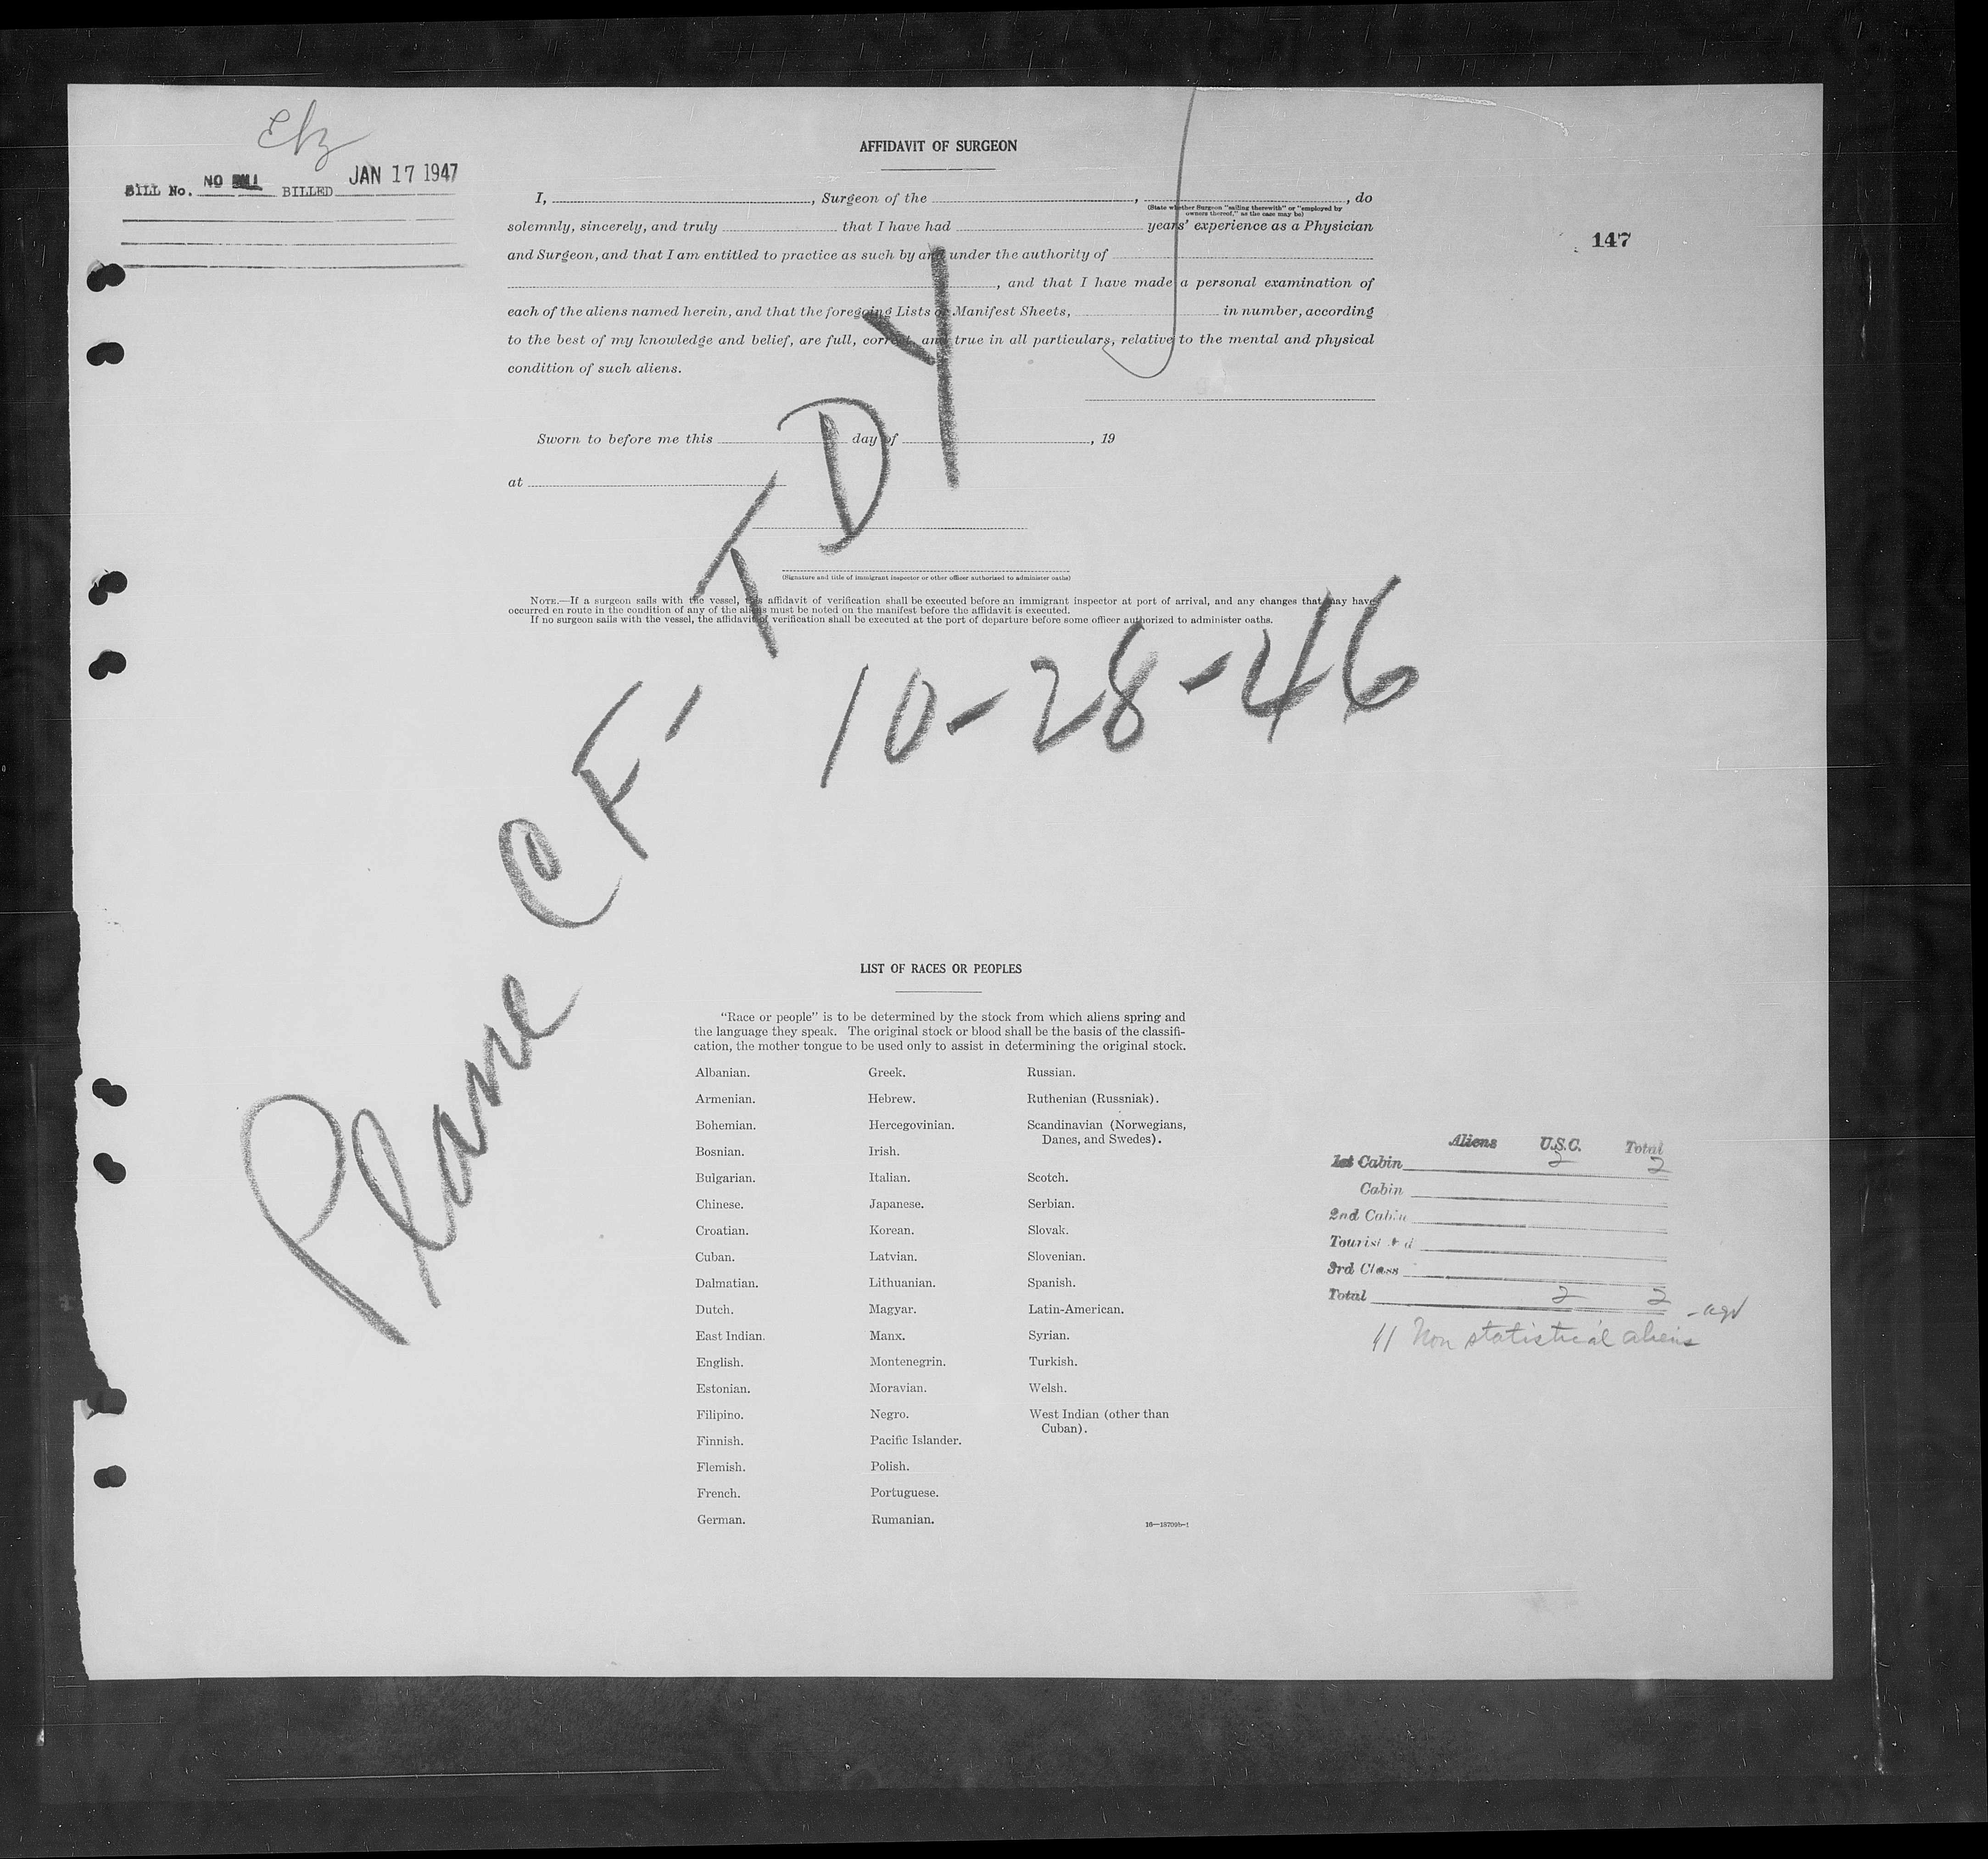 AFFIDAVIT OF SURGEON
BILL No. NO BILL BILLED JAN 17 1947
147
I, , Surgeon of the , , do
(State whether Surgeon "sailing therewith" or "employed by
owners thereof," as the case may be)
solemnly, sincerely, and truly that I have had years' experience as a Physician
and Surgeon, and that I am entitled to practice as such by and under the authority of
, and that I have made a personal examination of
each of the aliens named herein, and that the foregoing Lists or Manifest Sheets, in number, according
to the best of my knowledge and belief, are full, correct, and true in all particulars, relative to the mental and physical
condition of such aliens.
Sworn to before me this day of , 19
at
(Signature and title of immigrant inspector or other officer authorized to administer oaths)
NOTE.—If a surgeon sails with the vessel, this affidavit of verification shall be executed before an immigrant inspector at port of arrival, and any changes that may have
occurred en route in the condition of any of the aliens must be noted on the manifest before the affidavit is executed.
If no surgeon sails with the vessel, the affidavit of verification shall be executed at the port of departure before some officer authorized to administer oaths.
Plane CF-TDY
10-28-46
LIST OF RACES OR PEOPLES
"Race or people" is to be determined by the stock from which aliens spring and
the language they speak. The original stock or blood shall be the basis of the classifi-
cation, the mother tongue to be used only to assist in determining the original stock.
Albanian.
Armenian.
Bohemian.
Bosnian.
Bulgarian.
Chinese.
Croatian.
Cuban.
Dalmatian.
Dutch.
East Indian.
English.
Estonian.
Filipino.
Finnish.
Flemish.
French.
German.
Greek.
Hebrew.
Hercegovinian.
Irish.
Italian.
Japanese.
Korean.
Latvian.
Lithuanian.
Magyar.
Manx.
Montenegrin.
Moravian.
Negro.
Pacific Islander.
Polish.
Portuguese.
Rumanian.
Russian.
Ruthenian (Russniak).
Scandinavian (Norwegians,
Danes, and Swedes).
Scotch.
Serbian.
Slovak.
Slovenian.
Spanish.
Latin-American.
Syrian.
Turkish.
Welsh.
West Indian (other than
Cuban).
16—18709b-1
Aliens U.S.C. Total
1st Cabin 2 2
Cabin
2nd Cabin
Tourist
3rd Class
Total 2 2
11 Non statistical aliens